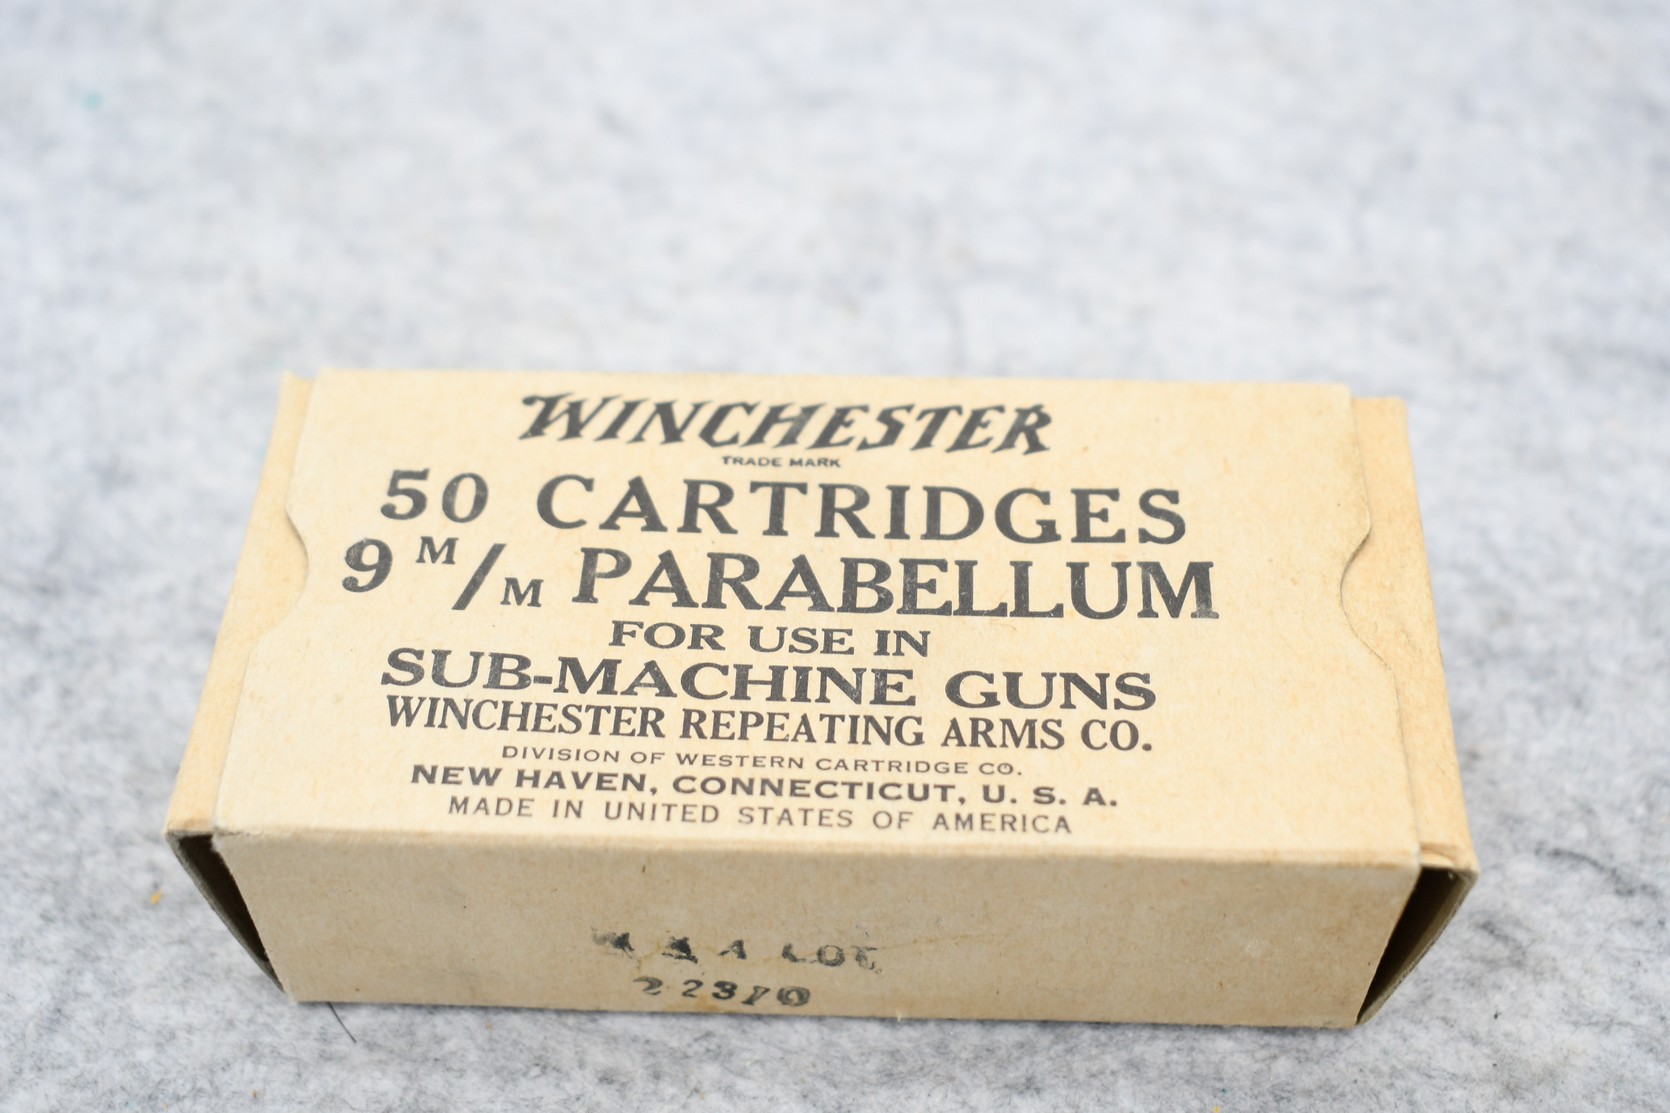 WINCHESTER
TRADE MARK
50 CARTRIDGES
9 M/M PARABELLUM
FOR USE IN
SUB-MACHINE GUNS
WINCHESTER REPEATING ARMS CO.
DIVISION OF WESTERN CARTRIDGE CO.
NEW HAVEN, CONNECTICUT, U. S. A.
MADE IN UNITED STATES OF AMERICA
LOT